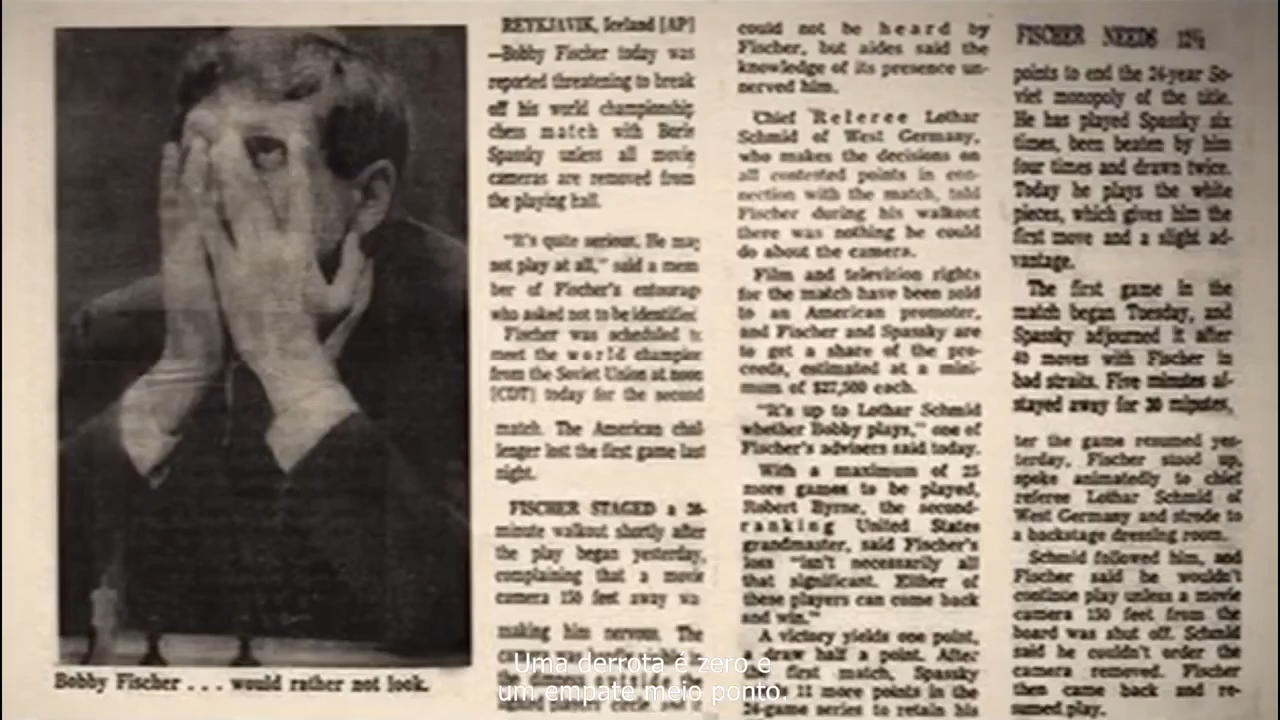 REYKJAVIK, Iceland [AP]
—Bobby Fischer today was
reported threatening to break
off his world championship
chess match with Boris
Spassky unless all movie
cameras are removed from
the playing hall.
"It's quite serious. He may
not play at all," said a mem
ber of Fischer's entourag
who asked not to be identified
Fischer was scheduled to
meet the world champion
from the Soviet Union at noon
[CDT] today for the second
match. The American chal-
lenger lost the first game last
night.
FISCHER STAGED a
minute walkout shortly after
the play began yesterday,
complaining that a movie
camera 150 feet away wa
making him nervous. The
could not be heard by
Fischer, but aides said the
knowledge of its presence un-
nerved him.
Chief Referee Lothar
Schmid of West Germany,
who makes the decisions on
all contested points in con-
nection with the match, told
Fischer during his walkout
there was nothing he could
do about the camera.
Film and television rights
for the match have been sold
to an American promoter,
and Fischer and Spassky are
to get a share of the pro-
ceeds, estimated at a mini-
mum of $27,500 each.
"It's up to Lothar Schmid
whether Bobby plays," one of
Fischer's advisers said today.
With a maximum of 23
more games to be played,
Robert Byrne, the second-
ranking United States
grandmaster, said Fischer's
loss "isn't necessarily all
that significant. Either of
these players can come back
and win."
A victory yields one point,
a draw half a point. After
first match, Spassky
11 more points in the
24-game series to retain his
FISCHER NEEDS 12½
points to end the 24-year So-
viet monopoly of the title.
He has played Spassky six
times, been beaten by him
four times and drawn twice.
Today he plays the white
pieces, which gives him the
first move and a slight ad-
vantage.
The first game in the
match began Tuesday, and
Spassky adjourned it after
40 moves with Fischer in
bad straits. Five minutes af-
stayed away for 30 minutes,
ter the game resumed yes-
terday, Fischer stood up,
spoke animatedly to chief
referee Lothar Schmid of
West Germany and strode to
a backstage dressing room.
Schmid followed him, and
Fischer said he wouldn't
continue play unless a movie
camera 150 feet from the
board was shut off. Schmid
said he couldn't order the
camera removed. Fischer
then came back and re-
sumed play.
Bobby Fischer . . . would rather not look.
Uma derrota é zero e
um empate meio ponto.